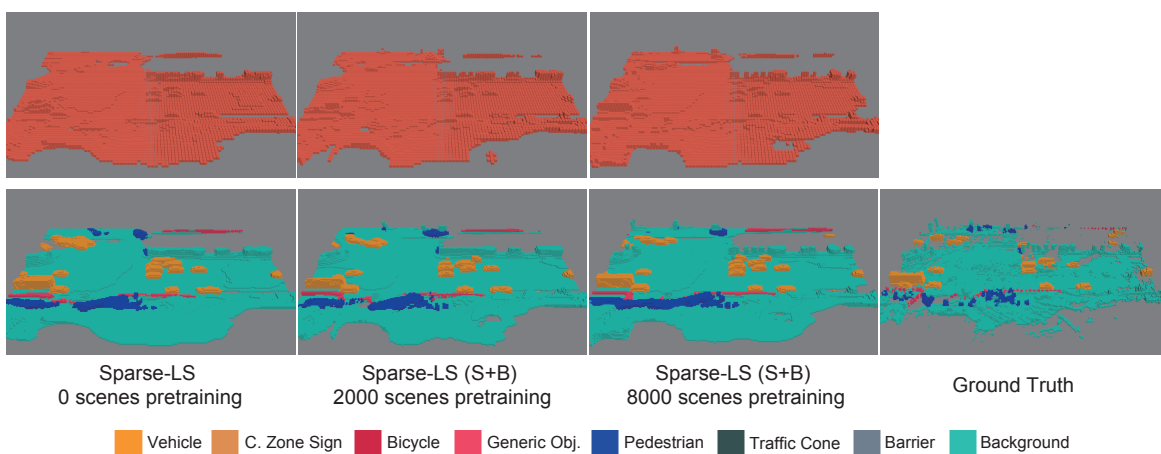 Sparse-LS
0 scenes pretraining
Sparse-LS (S+B)
2000 scenes pretraining
Sparse-LS (S+B)
8000 scenes pretraining
Ground Truth
Vehicle C. Zone Sign Bicycle Generic Obj. Pedestrian Traffic Cone Barrier Background